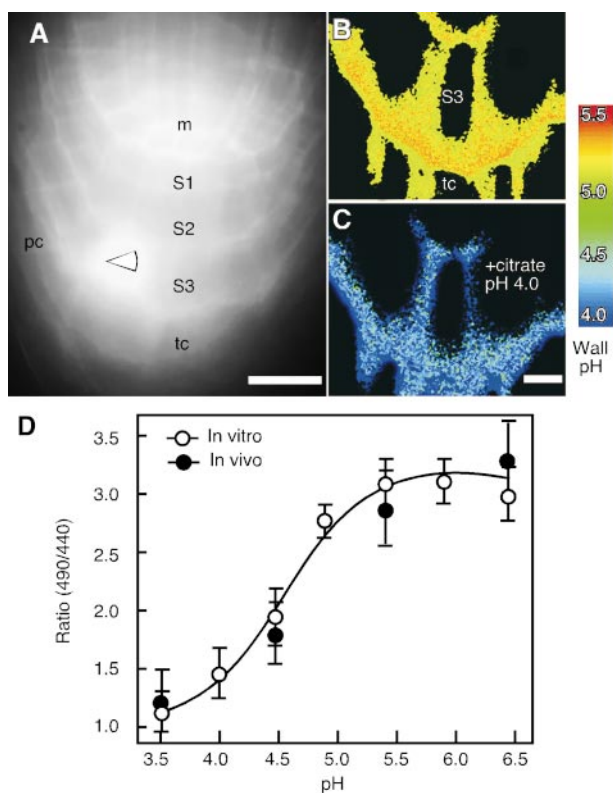 A
m
S1
S2
pc
S3
tc
B
S3
tc
C
+citrate
pH 4.0
5.5
5.0
4.5
4.0
Wall
pH
D
In vitro
In vivo
Ratio (490/440)
3.5
3.0
2.5
2.0
1.5
1.0
3.5 4.0 4.5 5.0 5.5 6.0 6.5
pH